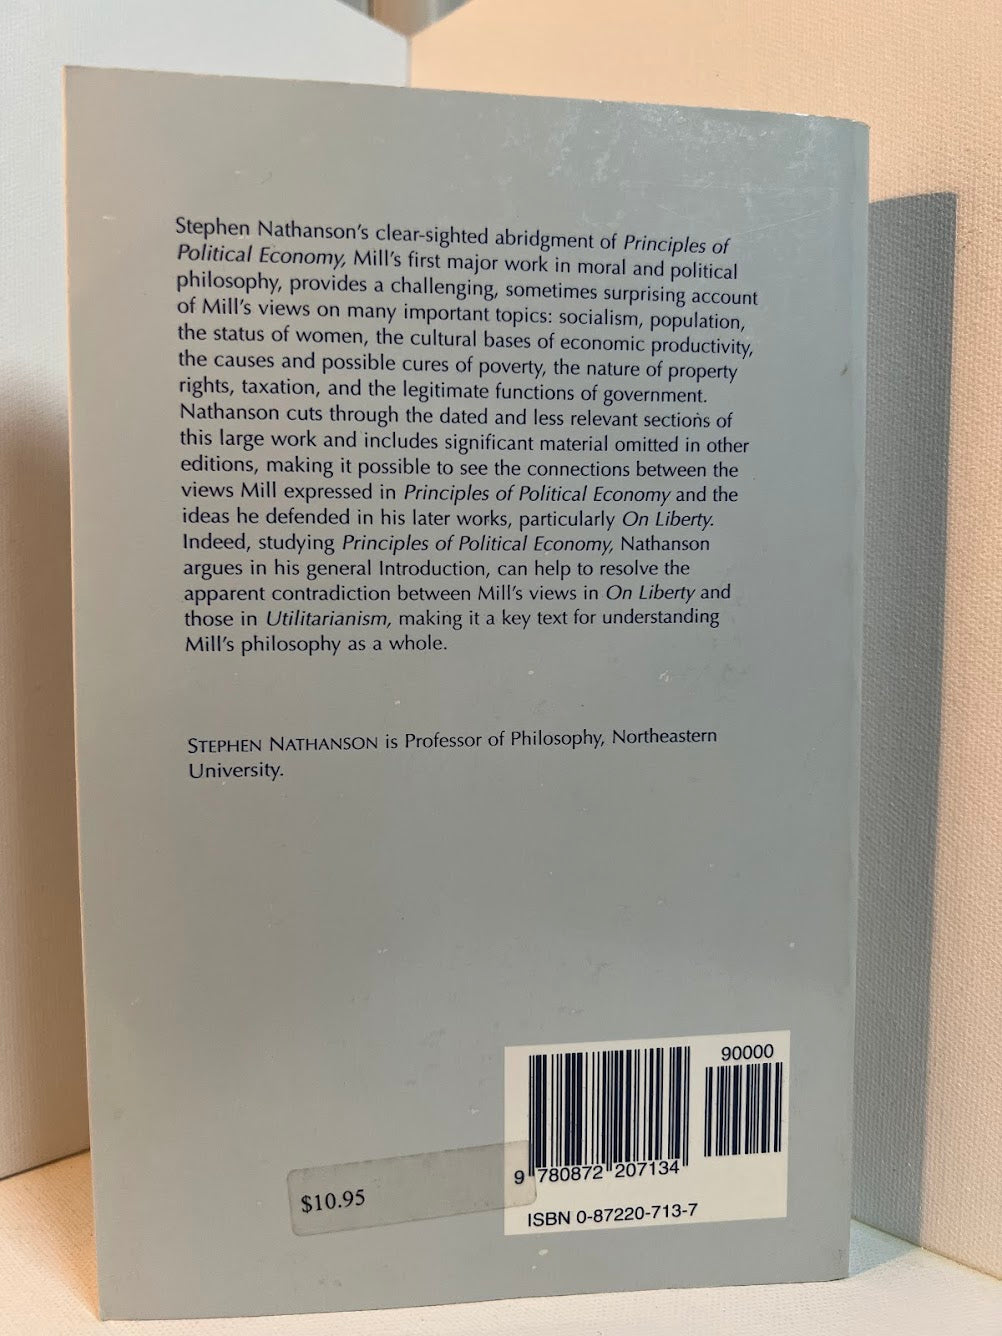 Stephen Nathanson's clear-sighted abridgment of Principles of
Political Economy, Mill's first major work in moral and political
philosophy, provides a challenging, sometimes surprising account
of Mill's views on many important topics: socialism, population,
the status of women, the cultural bases of economic productivity,
the causes and possible cures of poverty, the nature of property
rights, taxation, and the legitimate functions of government.
Nathanson cuts through the dated and less relevant sections of
this large work and includes significant material omitted in other
editions, making it possible to see the connections between the
views Mill expressed in Principles of Political Economy and the
ideas he defended in his later works, particularly On Liberty.
Indeed, studying Principles of Political Economy, Nathanson
argues in his general Introduction, can help to resolve the
apparent contradiction between Mill's views in On Liberty and
those in Utilitarianism, making it a key text for understanding
Mill's philosophy as a whole.
STEPHEN NATHANSON is Professor of Philosophy, Northeastern
University.
90000
9 780872 207134
$10.95
ISBN 0-87220-713-7